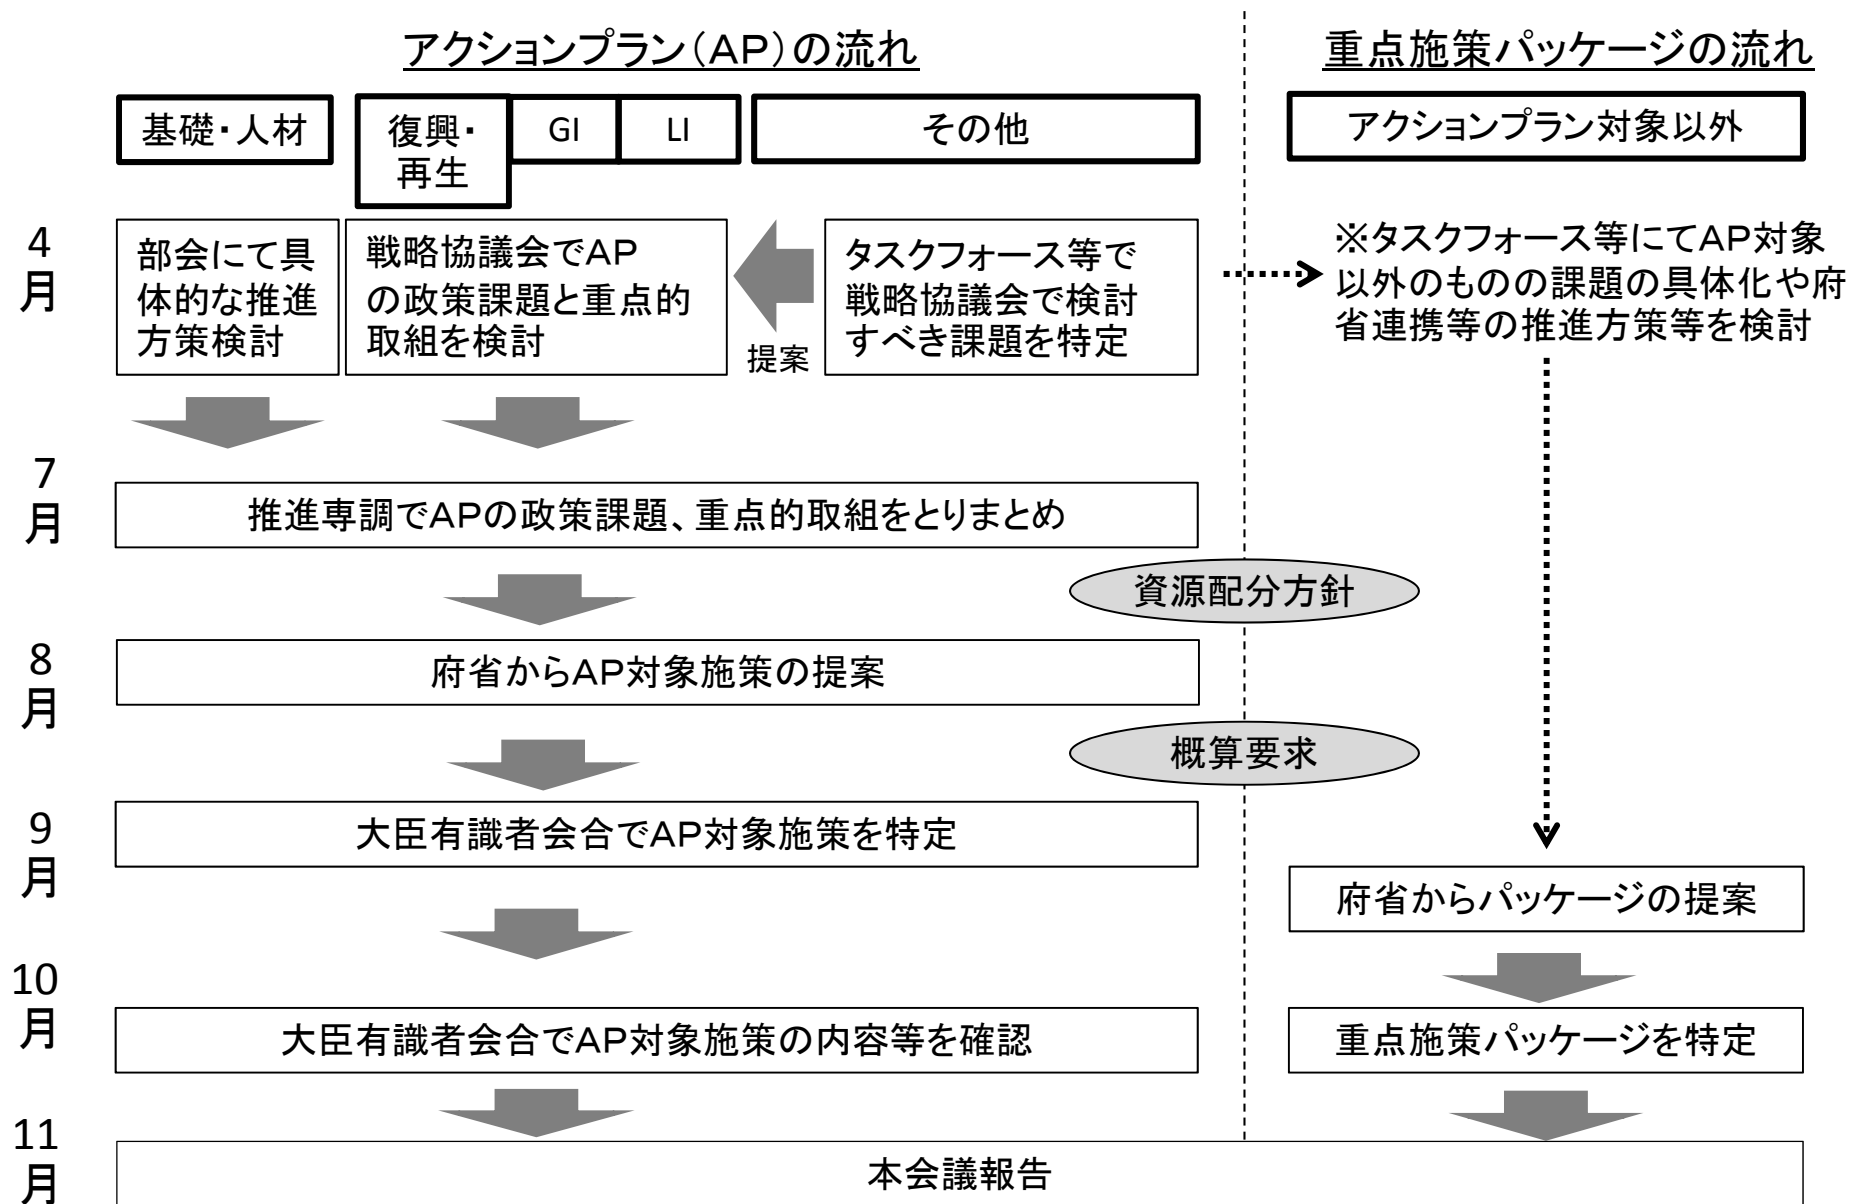 アクションプラン(AP)の流れ
重点施策パッケージの流れ
基礎・人材
復興・
再生
GI
LI
その他
アクションプラン対象以外
4
月
部会にて具
体的な推進
方策検討
戦略協議会でAP
の政策課題と重点的
取組を検討
提案
タスクフォース等で
戦略協議会で検討
すべき課題を特定
※タスクフォース等にてAP対象
以外のものの課題の具体化や府
省連携等の推進方策等を検討
7
月
推進専調でAPの政策課題、重点的取組をとりまとめ
資源配分方針
8
月
府省からAP対象施策の提案
概算要求
9
月
大臣有識者会合でAP対象施策を特定
府省からパッケージの提案
10
月
大臣有識者会合でAP対象施策の内容等を確認
重点施策パッケージを特定
11
月
本会議報告